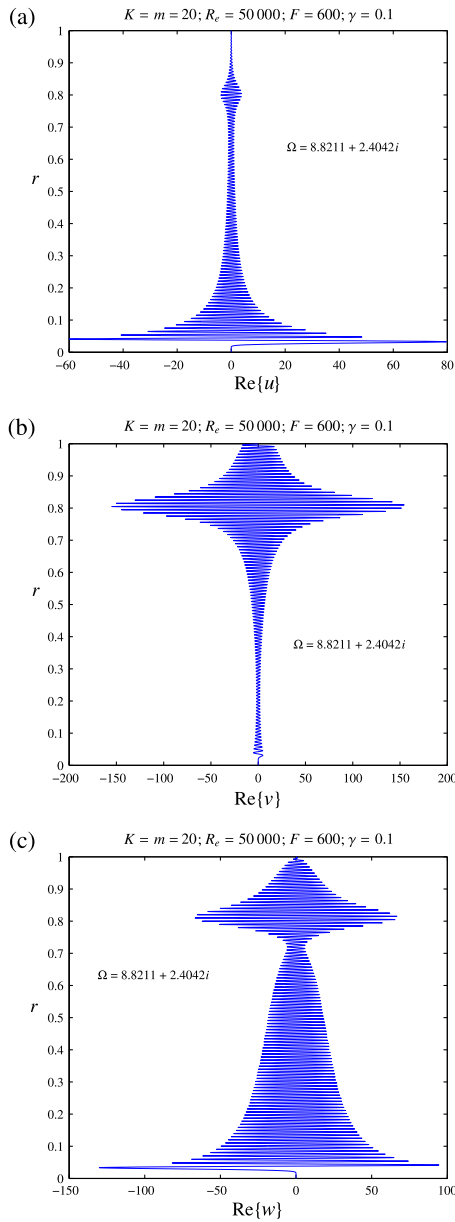 (a)
K = m = 20; R_e = 50 000; F = 600; γ = 0.1
1
0.9
0.8
0.7
0.6
0.5
0.4
0.3
0.2
0.1
0
r
Ω = 8.8211 + 2.4042i
−60 −40 −20 0 20 40 60 80
Re{u}
(b)
K = m = 20; R_e = 50 000; F = 600; γ = 0.1
1
0.9
0.8
0.7
0.6
0.5
0.4
0.3
0.2
0.1
0
r
Ω = 8.8211 + 2.4042i
−200 −150 −100 −50 0 50 100 150 200
Re{v}
(c)
K = m = 20; R_e = 50 000; F = 600; γ = 0.1
1
0.9
0.8
0.7
0.6
0.5
0.4
0.3
0.2
0.1
0
r
Ω = 8.8211 + 2.4042i
−150 −100 −50 0 50 100
Re{w}